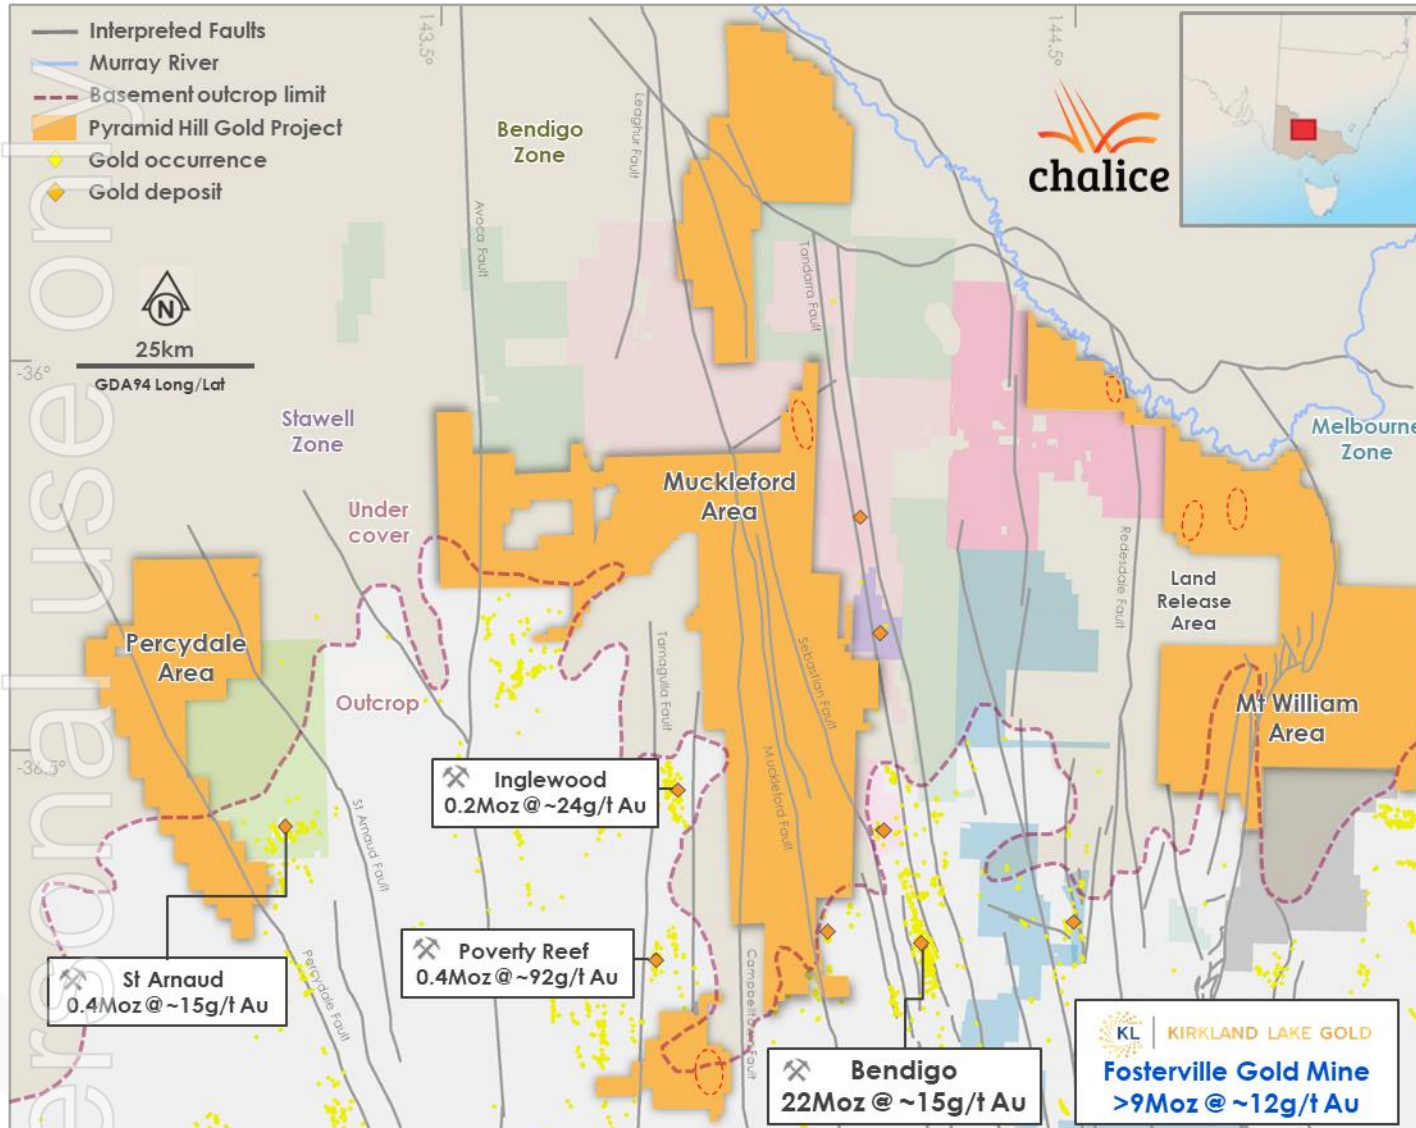 Interpreted Faults
Murray River
Basement outcrop limit
Pyramid Hill Gold Project
Gold occurrence
Gold deposit
143.5°
144.5°
Bendigo
Zone
chalice
N
25km
GDA94 Long/Lat
-36°
Leaghur Fault
Avoca Fault
Tandarra Fault
Stawell
Zone
Melbourne
Zone
Muckleford
Area
Under
cover
Redesdale Fault
Land
Release
Area
Percydale
Area
Outcrop
Tarnagulla Fault
Sebastian Fault
Mt William
Area
-36.5°
Inglewood
0.2Moz @ ~24g/t Au
Muckleford Fault
St Arnaud Fault
Poverty Reef
0.4Moz @ ~92g/t Au
St Arnaud
0.4Moz @ ~15g/t Au
Percydale Fault
Campbeltown Fault
Bendigo
22Moz @ ~15g/t Au
KL KIRKLAND LAKE GOLD
Fosterville Gold Mine
>9Moz @ ~12g/t Au
ersonal use only